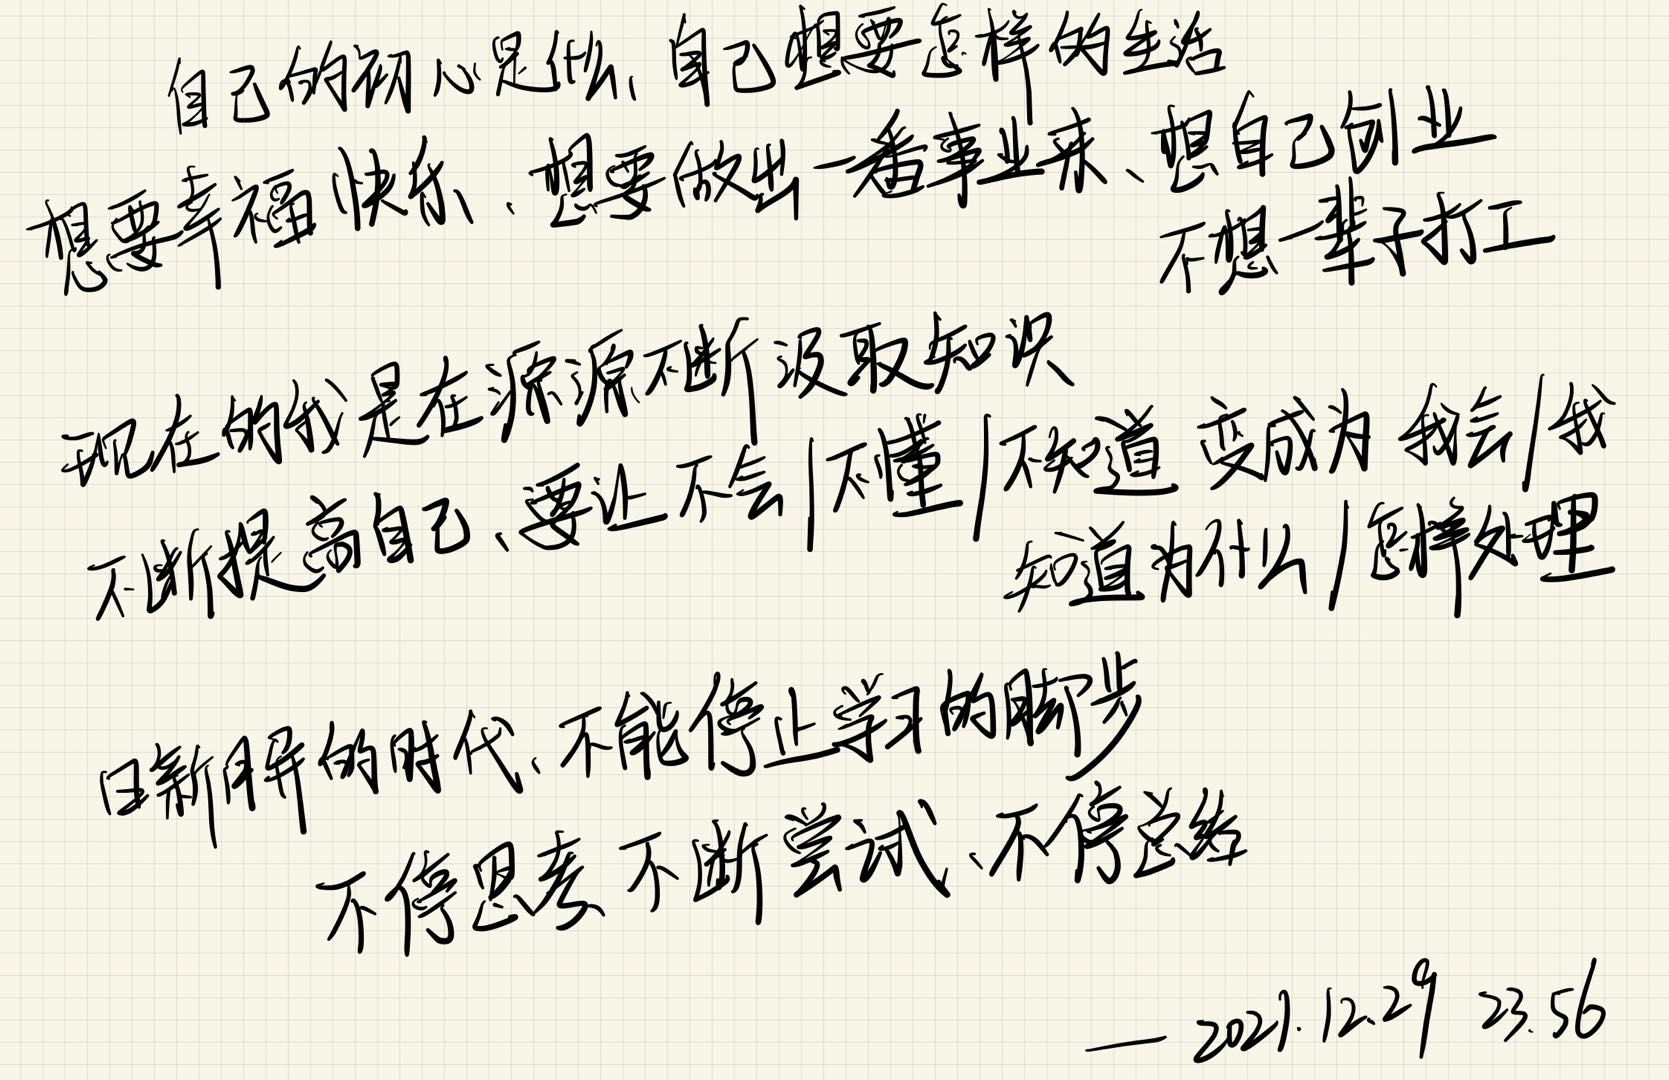 自己的初心是什么、自己想要怎样的生活
想要幸福快乐、想要做出一番事业来、想自己创业
不想一辈子打工
现在的我是在源源不断汲取知识
不断提高自己、要让不会/不懂/不知道 变成为 我会/我
知道为什么/怎样处理
日新月异的时代、不能停止学习的脚步
不停思考、不断尝试、不停总结
—— 2021.12.29 23.56